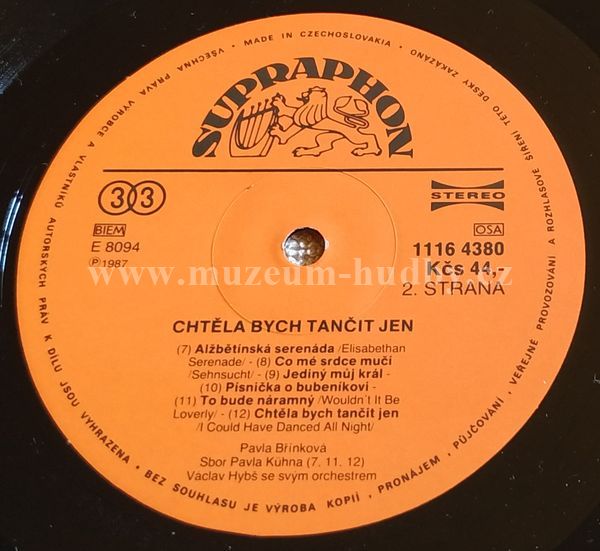 VŠECHNA PRÁVA VÝROBCE A VLASTNÍKŮ AUTORSKÝCH PRÁV K DÍLU JSOU VYHRAZENA • BEZ SOUHLASU JE VÝROBA KOPIÍ, PRONÁJEM, PŮJČOVÁNÍ, VEŘEJNÉ PROVOZOVÁNÍ A ROZHLASOVÉ ŠÍŘENÍ TÉTO DESKY ZAKÁZÁNO • MADE IN CZECHOSLOVAKIA •
SUPRAPHON
33
STEREO
BIEM
OSA
E 8094
1116 4380
Ⓟ1987
Kčs 44,-
www.muzeum-hudby.cz
2. STRANA
CHTĚLA BYCH TANČIT JEN
(7) Alžbětínská serenáda /Elisabethan
Serenade/ - (8) Co mé srdce mučí
/Sehnsucht/ - (9) Jediný můj král -
(10) Písnička o bubeníkovi -
(11) To bude náramný /Wouldn't It Be
Loverly/ - (12) Chtěla bych tančit jen
/I Could Have Danced All Night/
Pavla Břínková
Sbor Pavla Kühna (7. 11. 12)
Václav Hybš se svým orchestrem